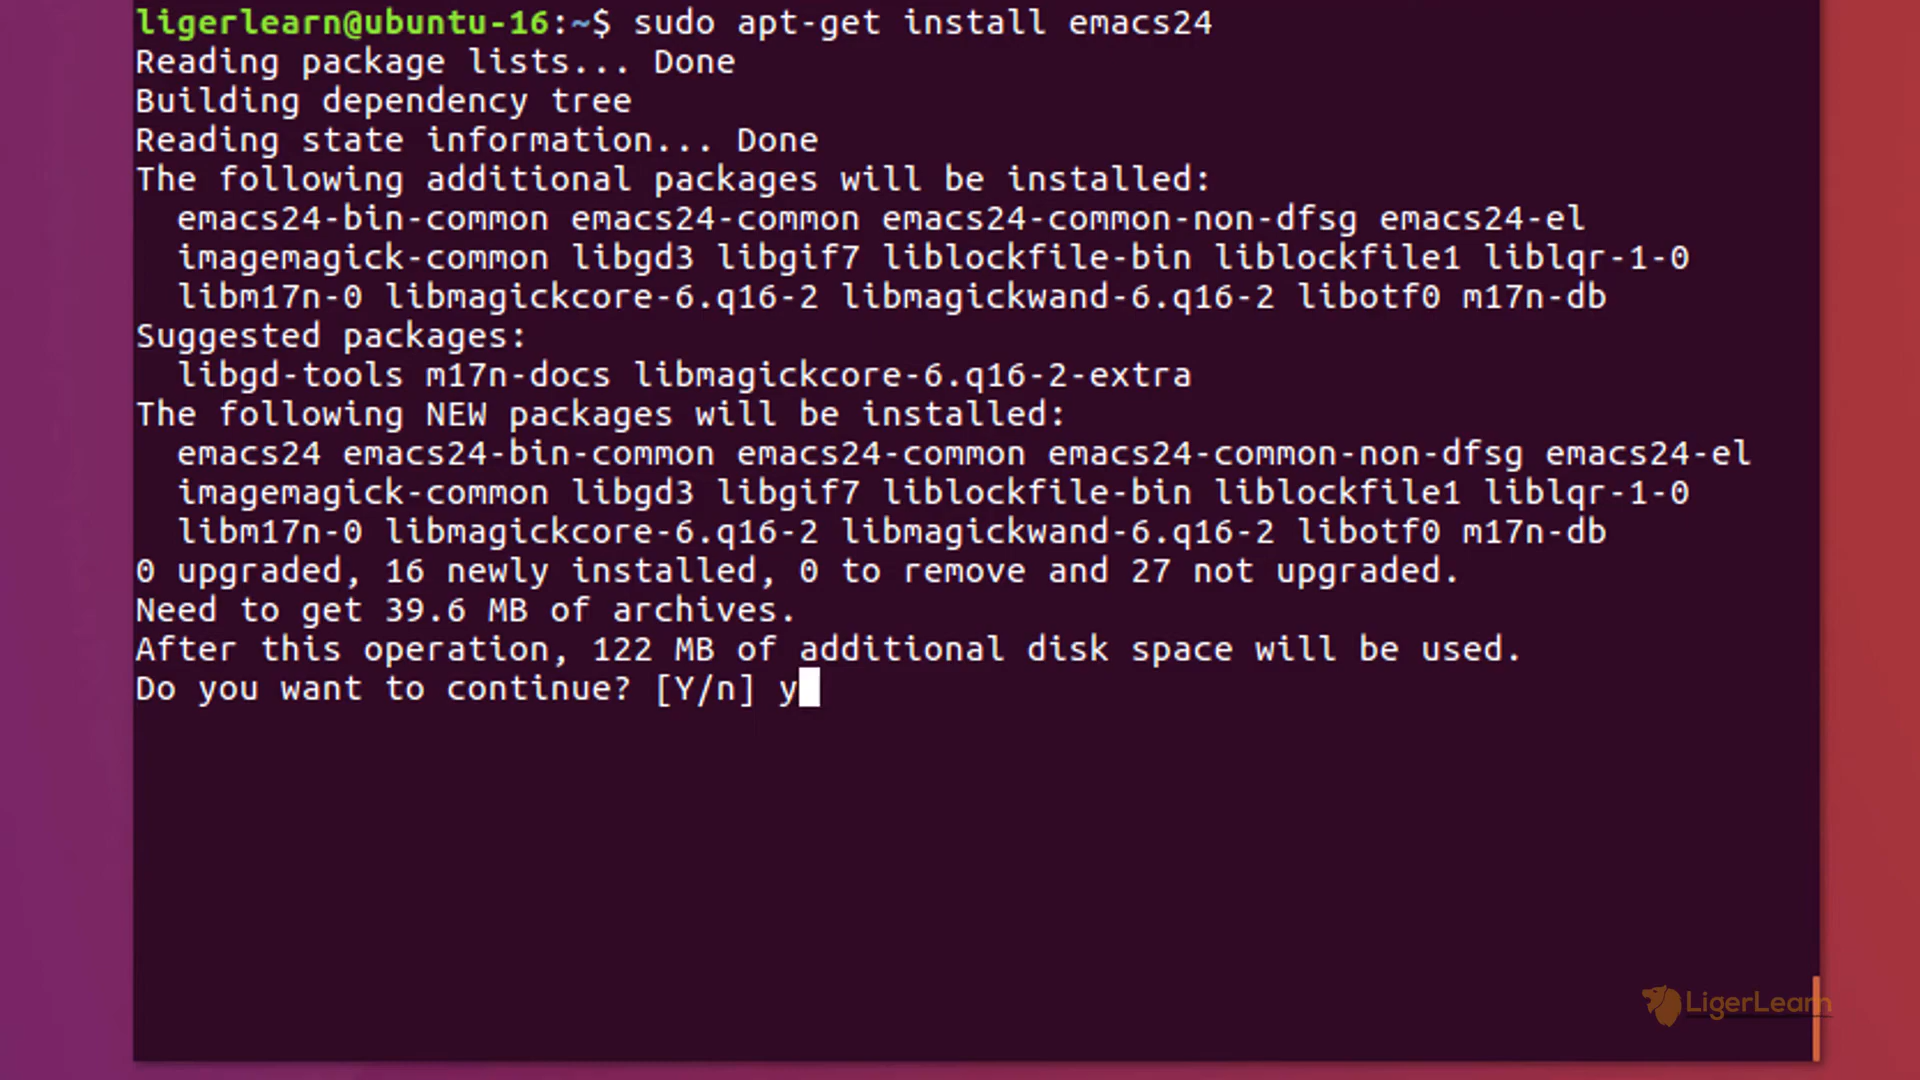 ligerlearn@ubuntu-16:~$ sudo apt-get install emacs24
Reading package lists... Done
Building dependency tree
Reading state information... Done
The following additional packages will be installed:
  emacs24-bin-common emacs24-common emacs24-common-non-dfsg emacs24-el
  imagemagick-common libgd3 libgif7 liblockfile-bin liblockfile1 liblqr-1-0
  libm17n-0 libmagickcore-6.q16-2 libmagickwand-6.q16-2 libotf0 m17n-db
Suggested packages:
  libgd-tools m17n-docs libmagickcore-6.q16-2-extra
The following NEW packages will be installed:
  emacs24 emacs24-bin-common emacs24-common emacs24-common-non-dfsg emacs24-el
  imagemagick-common libgd3 libgif7 liblockfile-bin liblockfile1 liblqr-1-0
  libm17n-0 libmagickcore-6.q16-2 libmagickwand-6.q16-2 libotf0 m17n-db
0 upgraded, 16 newly installed, 0 to remove and 27 not upgraded.
Need to get 39.6 MB of archives.
After this operation, 122 MB of additional disk space will be used.
Do you want to continue? [Y/n] y
LigerLearn